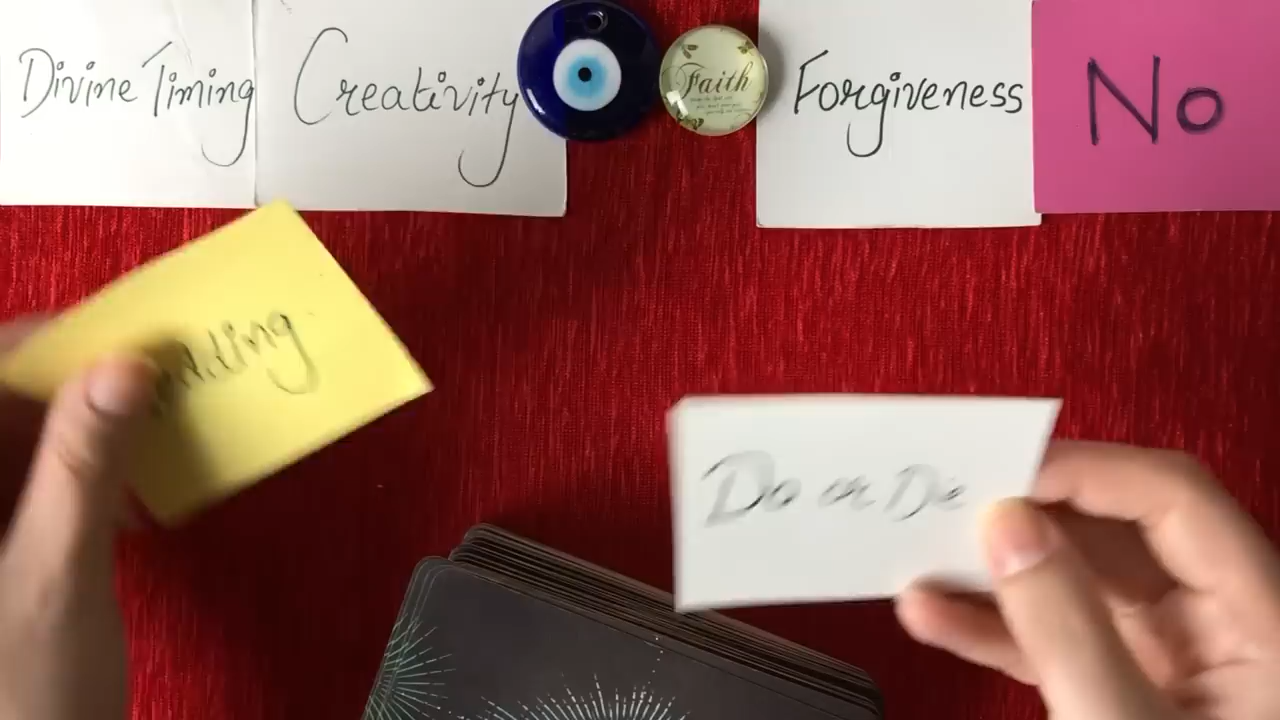 Divine Timing
Creativity
Faith
Forgiveness
No
Do or Die